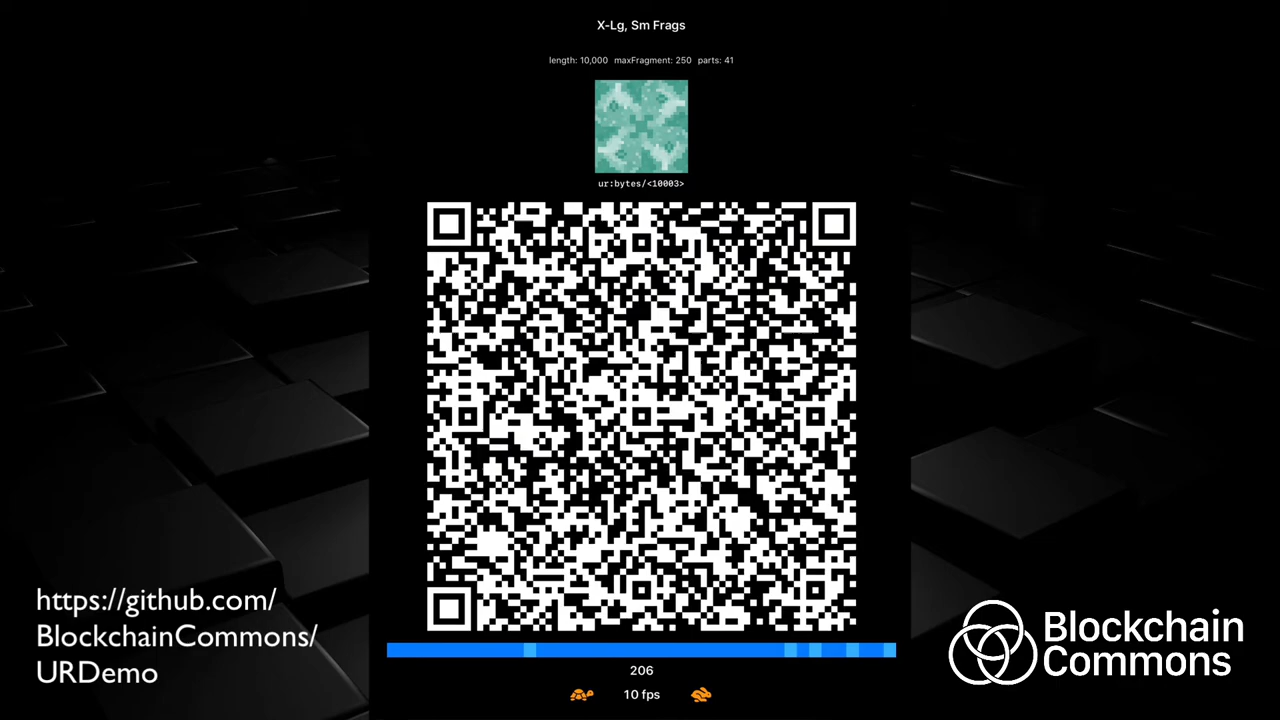 X-Lg, Sm Frags
length: 10,000 maxFragment: 250 parts: 41
ur:bytes/<10003>
206
10 fps
https://github.com/
BlockchainCommons/
URDemo
Blockchain
Commons